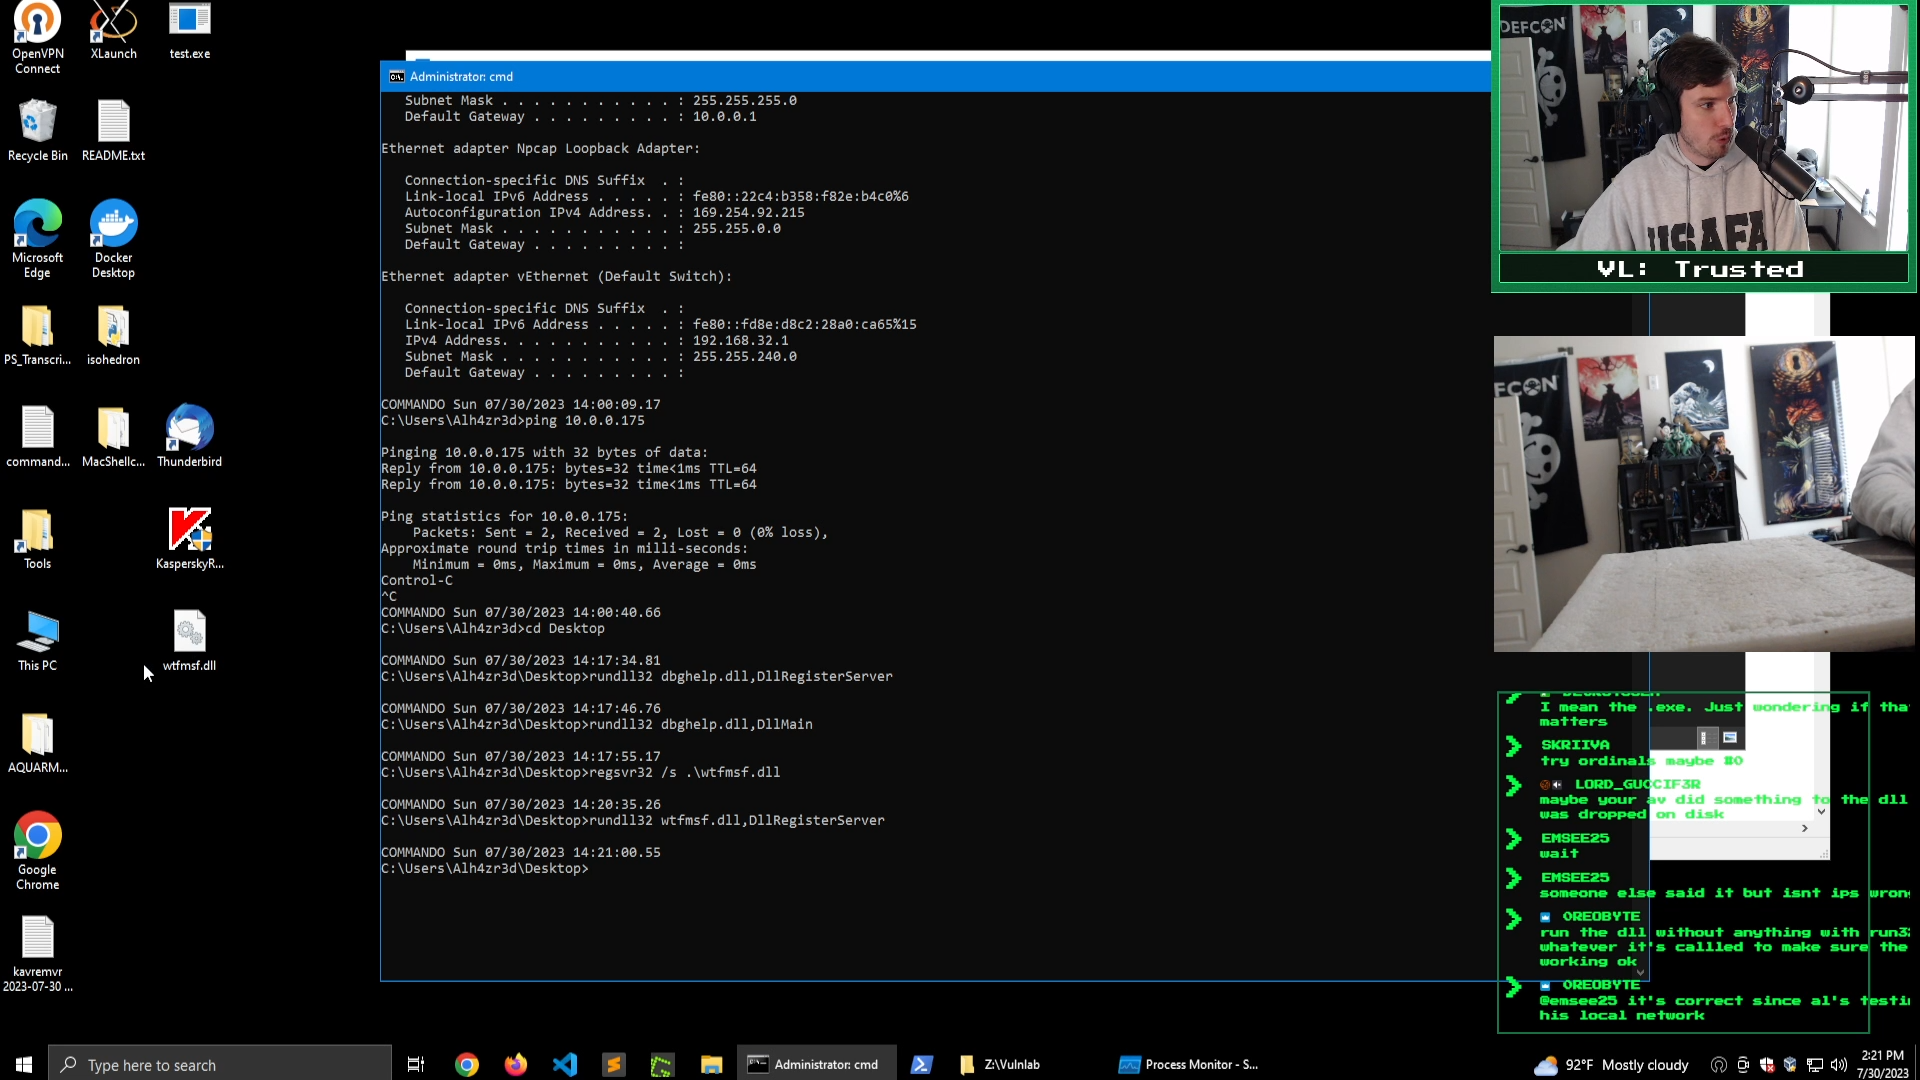 OpenVPN
Connect
XLaunch
test.exe
Recycle Bin
README.txt
Microsoft
Edge
Docker
Desktop
PS_Transcri...
isohedron
command...
MacShellc...
Thunderbird
Tools
KasperskyR...
This PC
wtfmsf.dll
AQUARM...
Google
Chrome
kavremvr
2023-07-30 ...
Administrator: cmd
Subnet Mask . . . . . . . . . . . : 255.255.255.0
Default Gateway . . . . . . . . . : 10.0.0.1
Ethernet adapter Npcap Loopback Adapter:
Connection-specific DNS Suffix  . :
Link-local IPv6 Address . . . . . : fe80::22c4:b358:f82e:b4c0%6
Autoconfiguration IPv4 Address. . : 169.254.92.215
Subnet Mask . . . . . . . . . . . : 255.255.0.0
Default Gateway . . . . . . . . . :
Ethernet adapter vEthernet (Default Switch):
Connection-specific DNS Suffix  . :
Link-local IPv6 Address . . . . . : fe80::fd8e:d8c2:28a0:ca65%15
IPv4 Address. . . . . . . . . . . : 192.168.32.1
Subnet Mask . . . . . . . . . . . : 255.255.240.0
Default Gateway . . . . . . . . . :
COMMANDO Sun 07/30/2023 14:00:09.17
C:\Users\Alh4zr3d>ping 10.0.0.175
Pinging 10.0.0.175 with 32 bytes of data:
Reply from 10.0.0.175: bytes=32 time<1ms TTL=64
Reply from 10.0.0.175: bytes=32 time<1ms TTL=64
Ping statistics for 10.0.0.175:
Packets: Sent = 2, Received = 2, Lost = 0 (0% loss),
Approximate round trip times in milli-seconds:
Minimum = 0ms, Maximum = 0ms, Average = 0ms
Control-C
^C
COMMANDO Sun 07/30/2023 14:00:40.66
C:\Users\Alh4zr3d>cd Desktop
COMMANDO Sun 07/30/2023 14:17:34.81
C:\Users\Alh4zr3d\Desktop>rundll32 dbghelp.dll,DllRegisterServer
COMMANDO Sun 07/30/2023 14:17:46.76
C:\Users\Alh4zr3d\Desktop>rundll32 dbghelp.dll,DllMain
COMMANDO Sun 07/30/2023 14:17:55.17
C:\Users\Alh4zr3d\Desktop>regsvr32 /s .\wtfmsf.dll
COMMANDO Sun 07/30/2023 14:20:35.26
C:\Users\Alh4zr3d\Desktop>rundll32 wtfmsf.dll,DllRegisterServer
COMMANDO Sun 07/30/2023 14:21:00.55
C:\Users\Alh4zr3d\Desktop>
DEFCON
USAFA
VL: Trusted
EFCON
I mean the .exe. Just wondering if tha
matters
SKRIIVA
try ordinals maybe #0
LORD_GUCCIF3R
maybe your av did something to the dll
was dropped on disk
EMSEE25
wait
EMSEE25
someone else said it but isnt ips wron
OREOBYTE
run the dll without anything with run3
whatever it's callled to make sure the
working ok
OREOBYTE
@emsee25 it's correct since al's testi
his local network
Type here to search
Administrator: cmd
Z:\Vulnlab
Process Monitor - S...
92°F Mostly cloudy
2:21 PM
7/30/2023